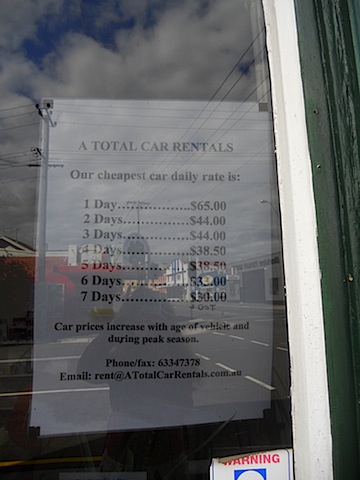 A TOTAL CAR RENTALS
Our cheapest car daily rate is:
1 Day....................$65.00
2 Days..................$44.00
3 Days..................$44.00
4 Days..................$38.50
5 Days..................$38.50
6 Days..................
7 Days..................$30.00
Car prices increase with age of vehicle and
during peak season.
Phone/fax: 63347378
Email: rent@ATotalCarRentals.com.au
WARNING